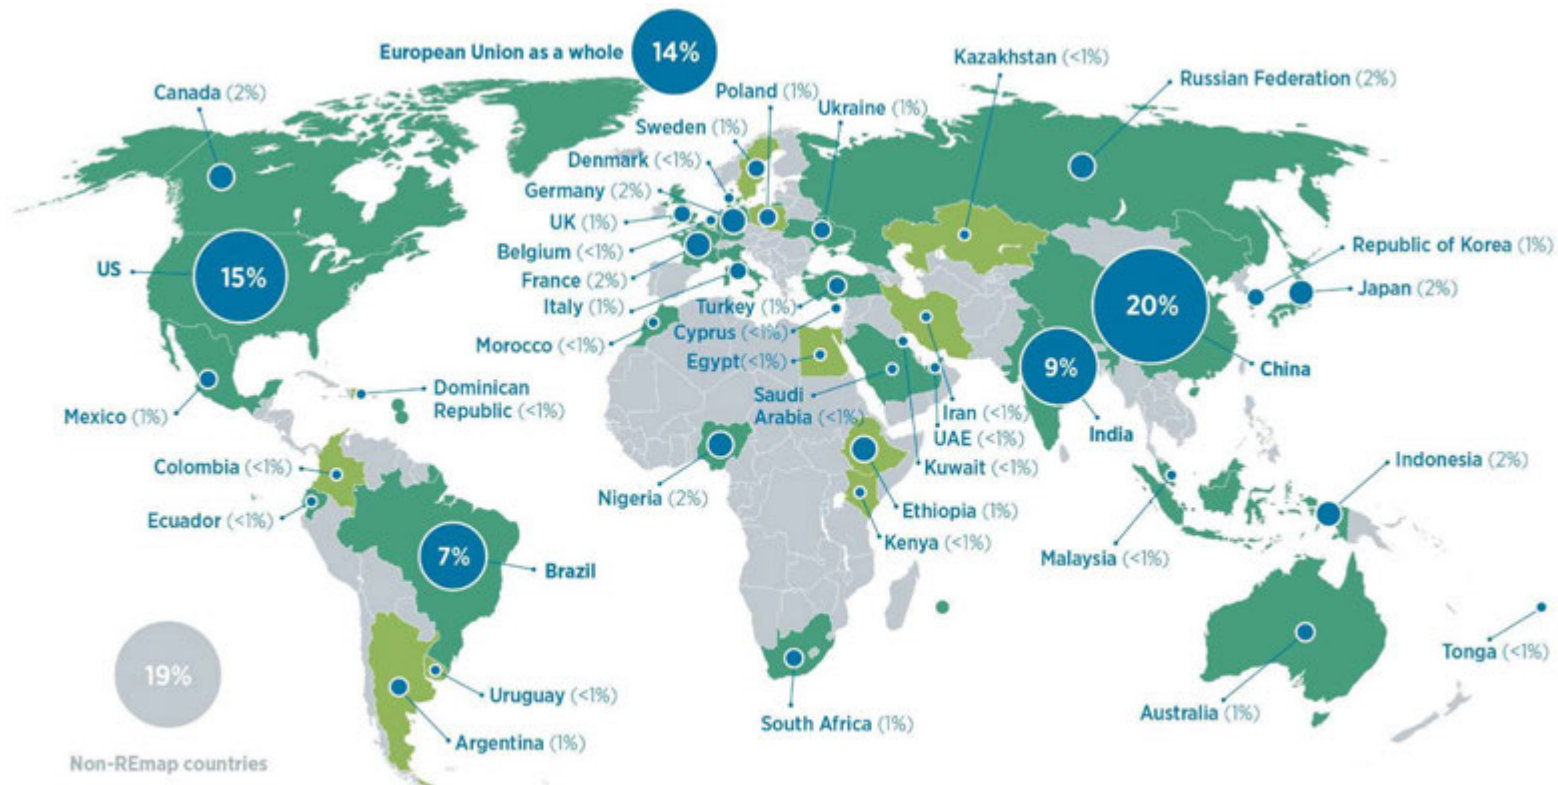 European Union as a whole 14%
Kazakhstan (<1%)
Russian Federation (2%)
Canada (2%)
Poland (1%)
Ukraine (1%)
Sweden (1%)
Denmark (<1%)
Germany (2%)
UK (1%)
Belgium (<1%)
France (2%)
Italy (1%)
Republic of Korea (1%)
Japan (2%)
US
15%
20%
China
Turkey (1%)
Cyprus (<1%)
Morocco (<1%)
Egypt(<1%)
9%
India
Saudi
Arabia (<1%)
Iran (<1%)
UAE (<1%)
Kuwait (<1%)
Dominican
Republic (<1%)
Mexico (1%)
Colombia (<1%)
Ecuador (<1%)
Nigeria (2%)
Ethiopia (1%)
Kenya (<1%)
Indonesia (2%)
Malaysia (<1%)
7%
Brazil
19%
Non-REmap countries
Uruguay (<1%)
Argentina (1%)
South Africa (1%)
Australia (1%)
Tonga (<1%)